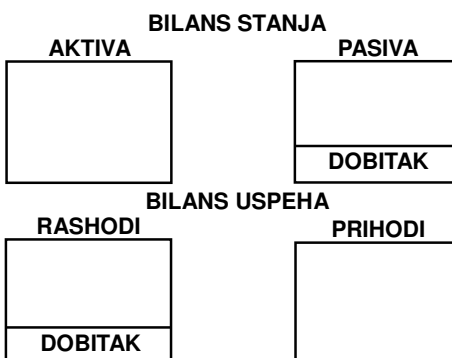 BILANS STANJA
AKTIVA PASIVA
DOBITAK
BILANS USPEHA
RASHODI PRIHODI
DOBITAK